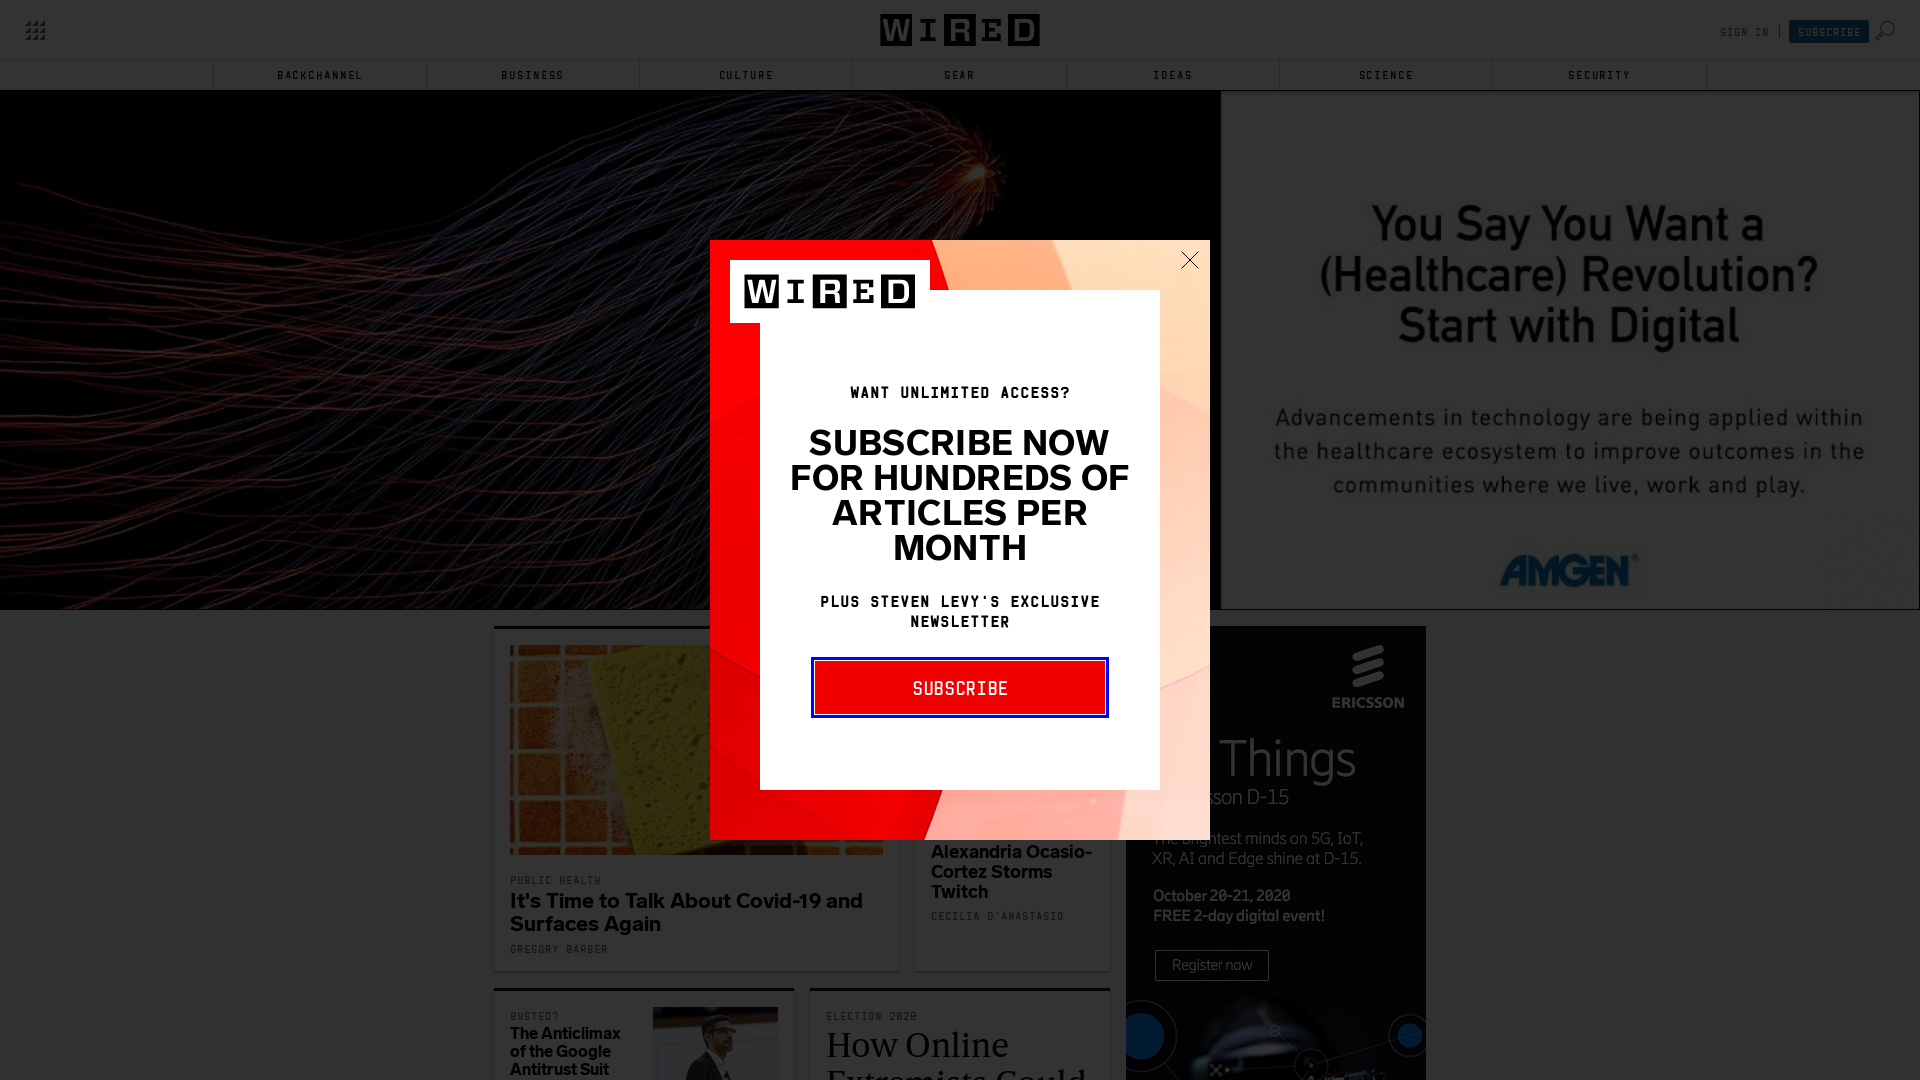 WIRED
SIGN IN
SUBSCRIBE
BACKCHANNEL
BUSINESS
CULTURE
GEAR
IDEAS
SCIENCE
SECURITY
You Say You Want a
(Healthcare) Revolution?
Start with Digital
Advancements in technology are being applied within
the healthcare ecosystem to improve outcomes in the
communities where we live, work and play.
AMGEN®
WIRED
WANT UNLIMITED ACCESS?
SUBSCRIBE NOW
FOR HUNDREDS OF
ARTICLES PER
MONTH
PLUS STEVEN LEVY'S EXCLUSIVE
NEWSLETTER
SUBSCRIBE
PUBLIC HEALTH
It's Time to Talk About Covid-19 and
Surfaces Again
GREGORY BARBER
Alexandria Ocasio-
Cortez Storms
Twitch
CECILIA D'ANASTASIO
ERICSSON
Things
D-15
brightest minds on 5G, IoT,
XR, AI and Edge shine at D-15.
October 20-21, 2020
FREE 2-day digital event!
Register now
BUSTED?
The Anticlimax
of the Google
Antitrust Suit
ELECTION 2020
How Online
Extremists Could